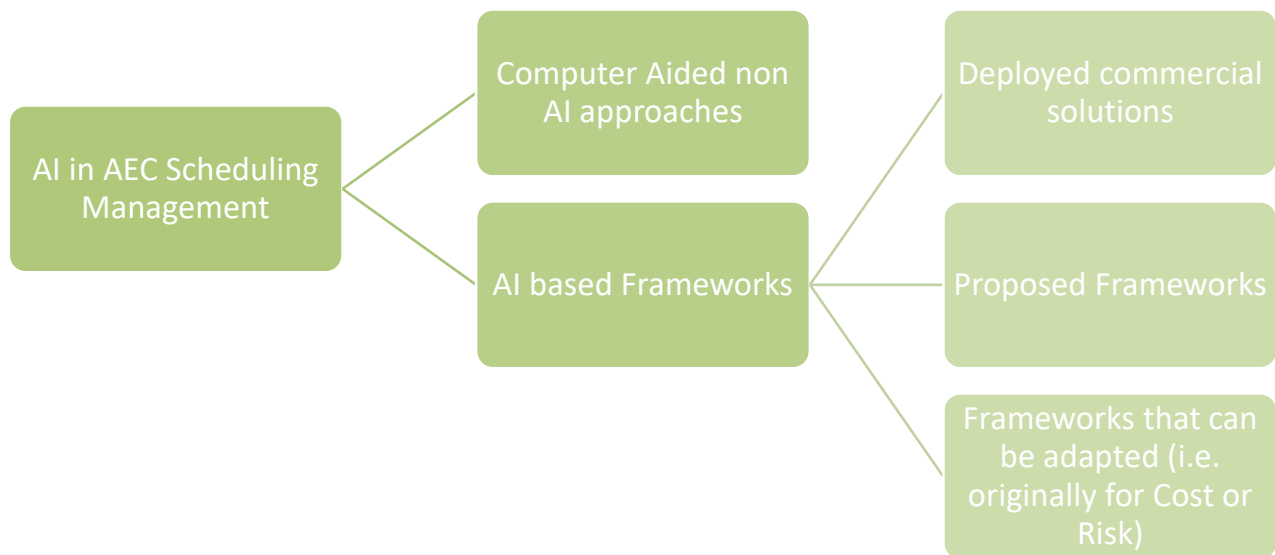 AI in AEC Scheduling
Management
Computer Aided non
AI approaches
AI based Frameworks
Deployed commercial
solutions
Proposed Frameworks
Frameworks that can
be adapted (i.e.
originally for Cost or
Risk)